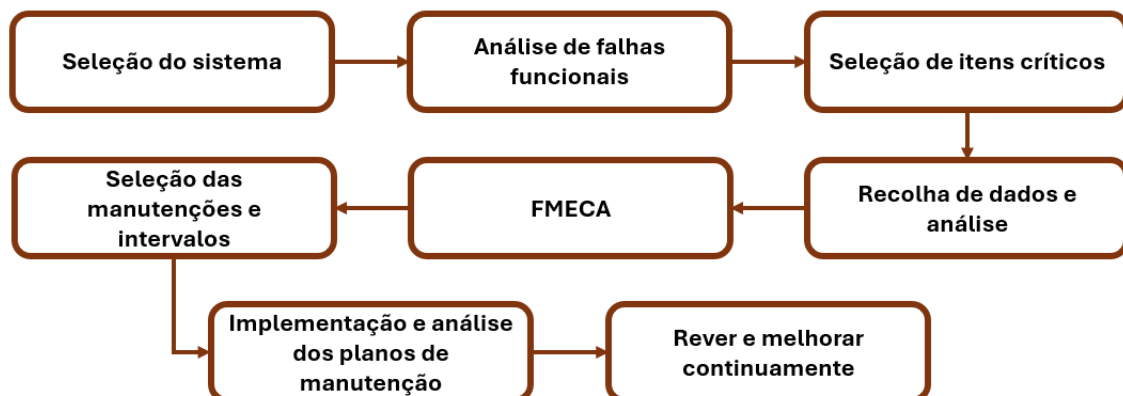 Seleção do sistema
Análise de falhas
funcionais
Seleção de itens críticos
Recolha de dados e
análise
FMECA
Seleção das
manutenções e
intervalos
Implementação e análise
dos planos de
manutenção
Rever e melhorar
continuamente